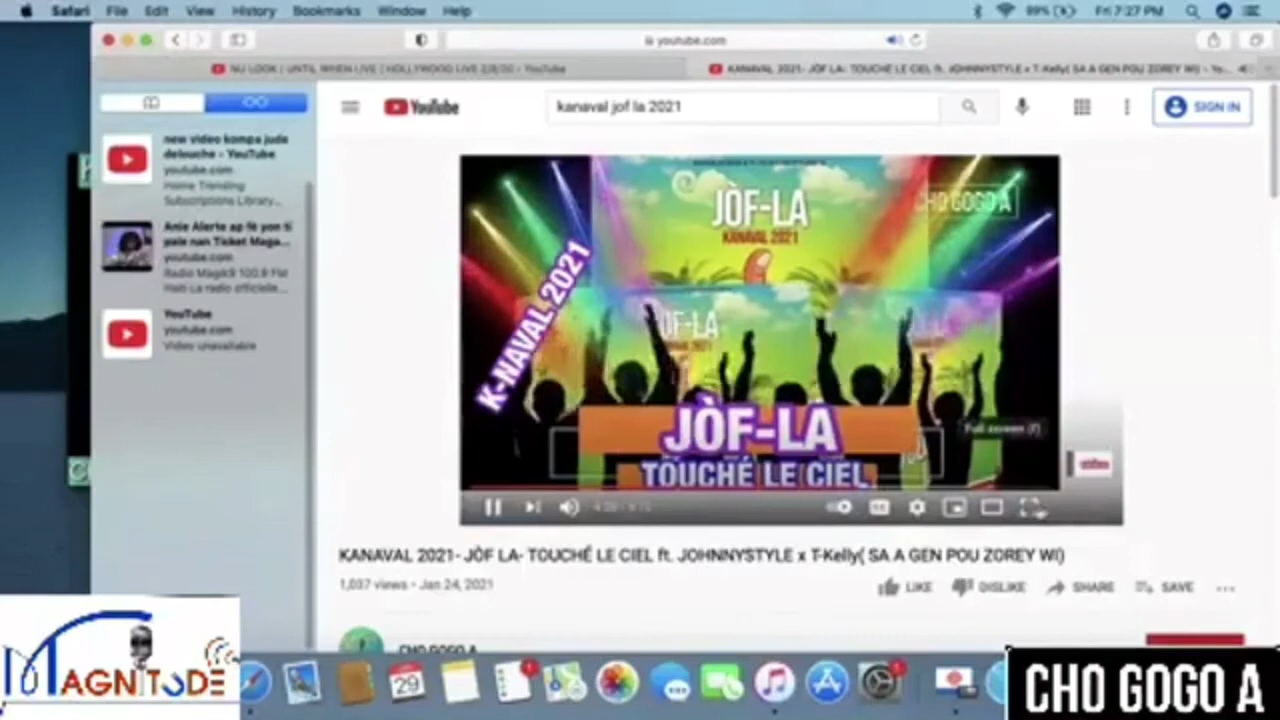 Safari File Edit View History Bookmarks Window Help
99% Fri 7:27 PM
youtube.com
NU LOOK | UNTIL WHEN LIVE | HOLLYWOOD LIVE 2/8/20 - YouTube
KANAVAL 2021- JÒF LA- TOUCHÉ LE CIEL ft. JOHNNYSTYLE x T-Kelly( SA A GEN POU ZOREY WI) - Yo...
YouTube
kanaval jof la 2021
SIGN IN
new video kompa jude
delouche - YouTube
youtube.com
Home Trending
Subscriptions Library...
Anie Alerte ap fè yon ti
pale nan Ticket Maga...
youtube.com
Radio Magik9 100.9 FM
Haiti La radio officielle...
YouTube
youtube.com
Video unavailable
JÒF-LA
KANAVAL 2021
CHO GOGO A
K-NAVAL 2021
JÒF-LA
TOUCHÉ LE CIEL
Full screen (f)
video
KANAVAL 2021- JÒF LA- TOUCHÉ LE CIEL ft. JOHNNYSTYLE x T-Kelly( SA A GEN POU ZOREY WI)
1,037 views • Jan 24, 2021
LIKE DISLIKE SHARE SAVE
CHO GOGO A
MAGNITUDE
29
CHO GOGO A